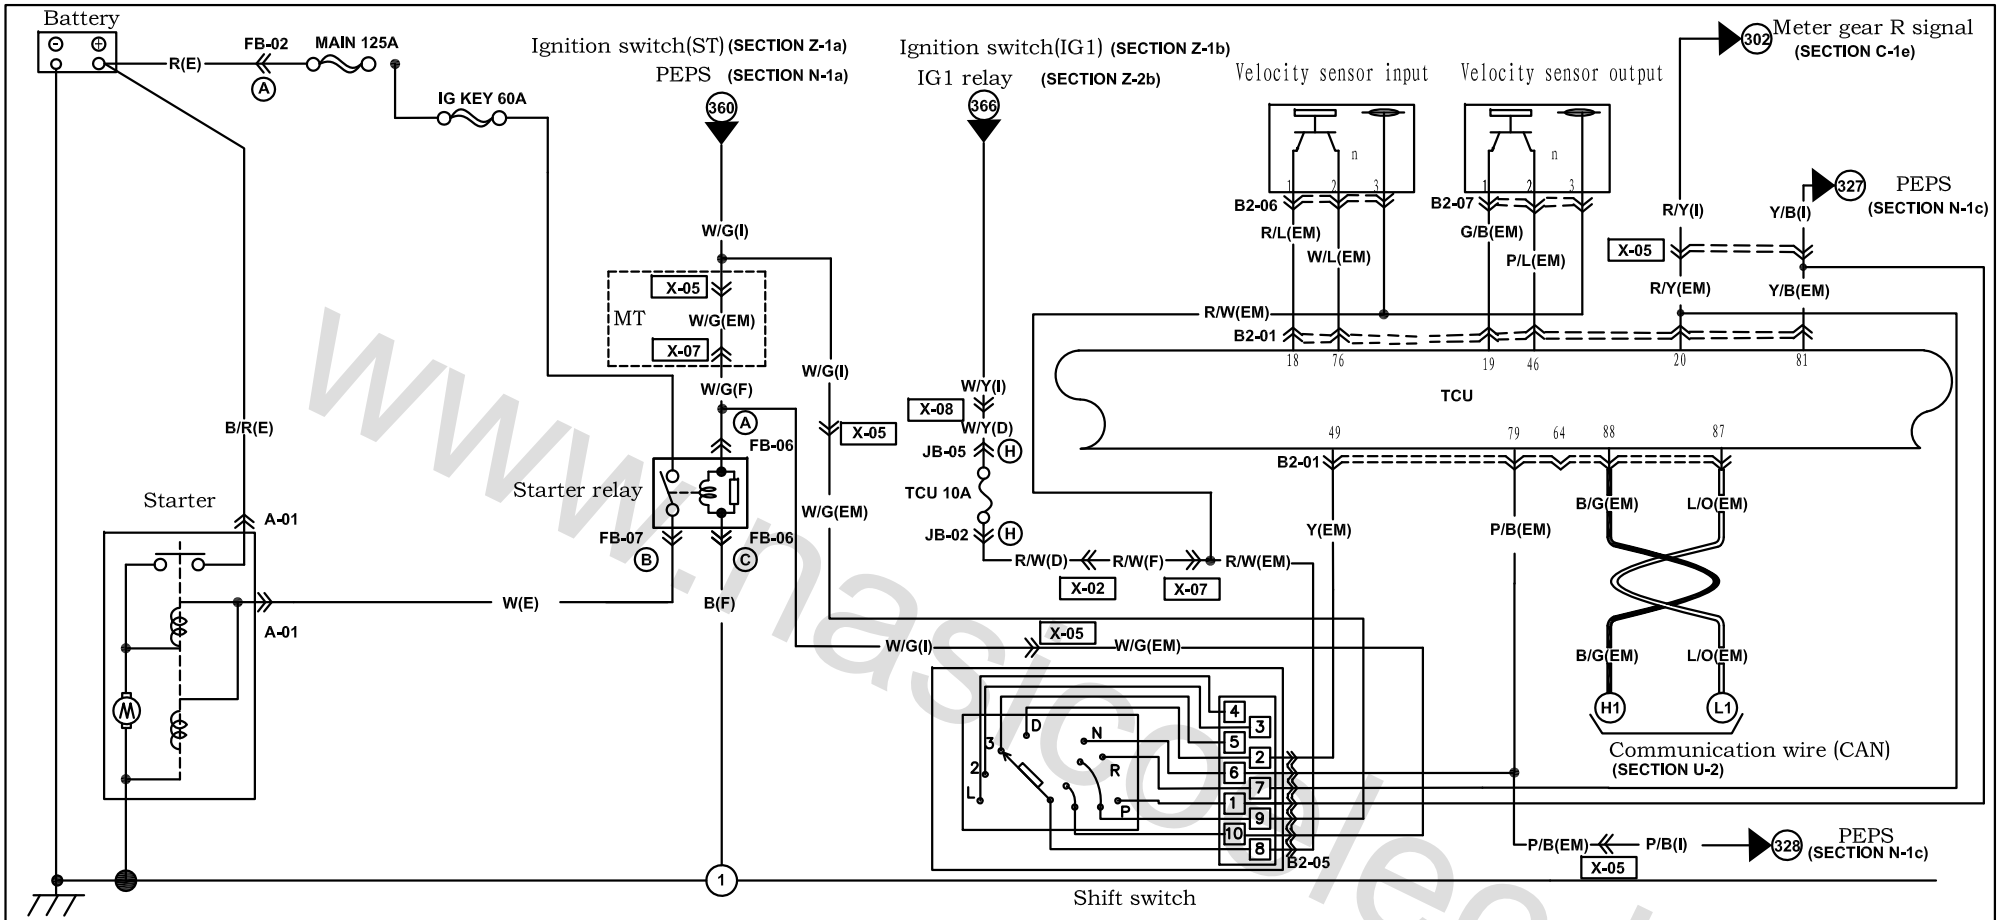 Battery
R(E)
FB-02
A
MAIN 125A
IG KEY 60A
Ignition switch(ST) (SECTION Z-1a)
PEPS (SECTION N-1a)
360
Ignition switch(IG1) (SECTION Z-1b)
IG1 relay (SECTION Z-2b)
366
Velocity sensor input
Velocity sensor output
302 Meter gear R signal
(SECTION C-1e)
327 PEPS
(SECTION N-1c)
n
n
1 2 3
1 2 3
B2-06
B2-07
R/L(EM)
W/L(EM)
G/B(EM)
P/L(EM)
R/Y(I)
Y/B(I)
X-05
R/Y(EM)
Y/B(EM)
W/G(I)
X-05
MT
W/G(EM)
X-07
W/G(F)
W/G(I)
R/W(EM)
B2-01
18 76 19 46 20 81
TCU
49 79 64 88 87
B2-01
W/Y(I)
X-08
W/Y(D)
JB-05 H
TCU 10A
JB-02 H
R/W(D) R/W(F) R/W(EM)
X-02 X-07
A
FB-06
X-05
W/G(EM)
B/R(E)
Starter relay
FB-07 FB-06
B C
B(F)
Starter
A-01
A-01
W(E)
M
Y(EM)
P/B(EM)
B/G(EM) L/O(EM)
B/G(EM) L/O(EM)
H1 L1
Communication wire (CAN)
(SECTION U-2)
X-05
W/G(I) W/G(EM)
D N R P
3 2 L
4
3
5
2
6
7
1
9
10
8
B2-05
P/B(EM) P/B(I)
X-05
328 PEPS
(SECTION N-1c)
1
Shift switch